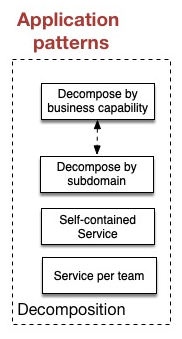 Application
patterns
Decompose by
business capability
Decompose by
subdomain
Self-contained
Service
Service per team
Decomposition